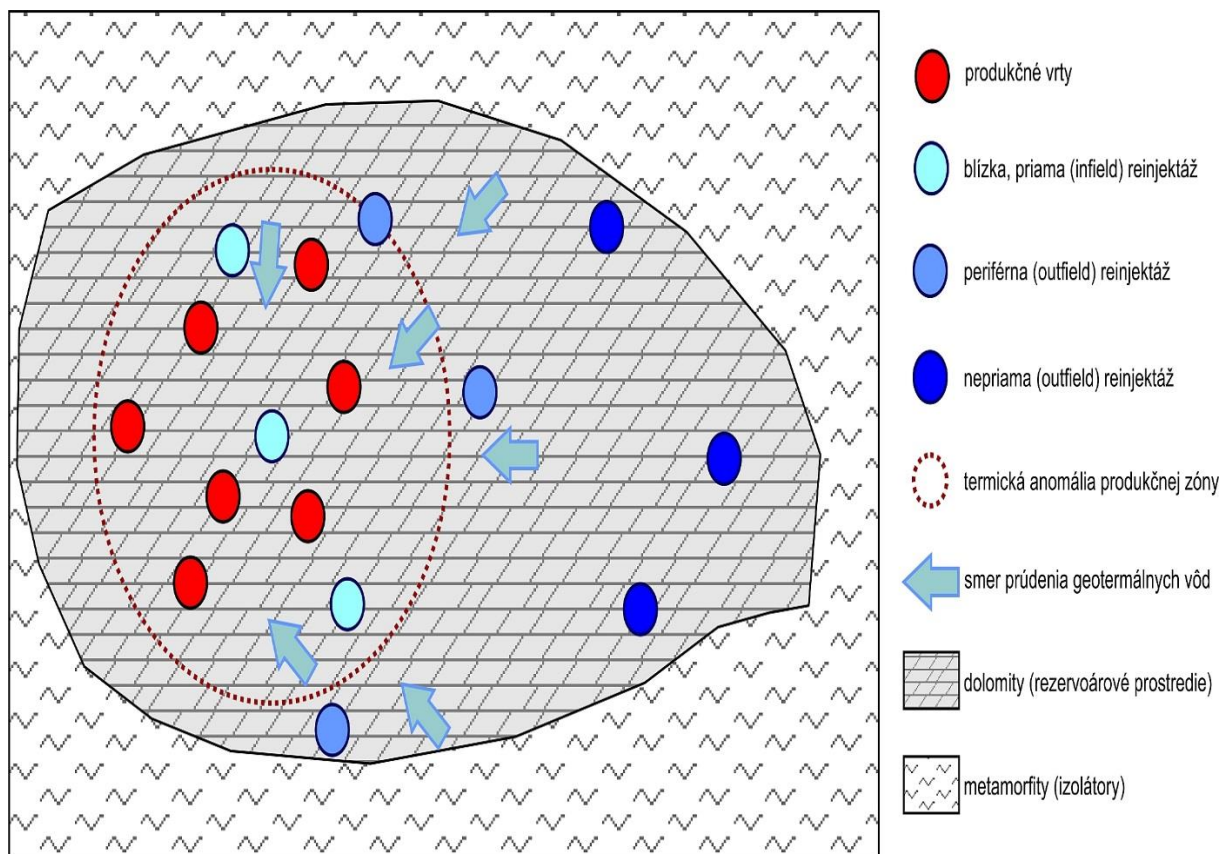 produkčné vrty
blízka, priama (infield) reinjektáž
periférna (outfield) reinjektáž
nepriama (outfield) reinjektáž
termická anomália produkčnej zóny
smer prúdenia geotermálnych vôd
dolomity (rezervoárové prostredie)
metamorfity (izolátory)